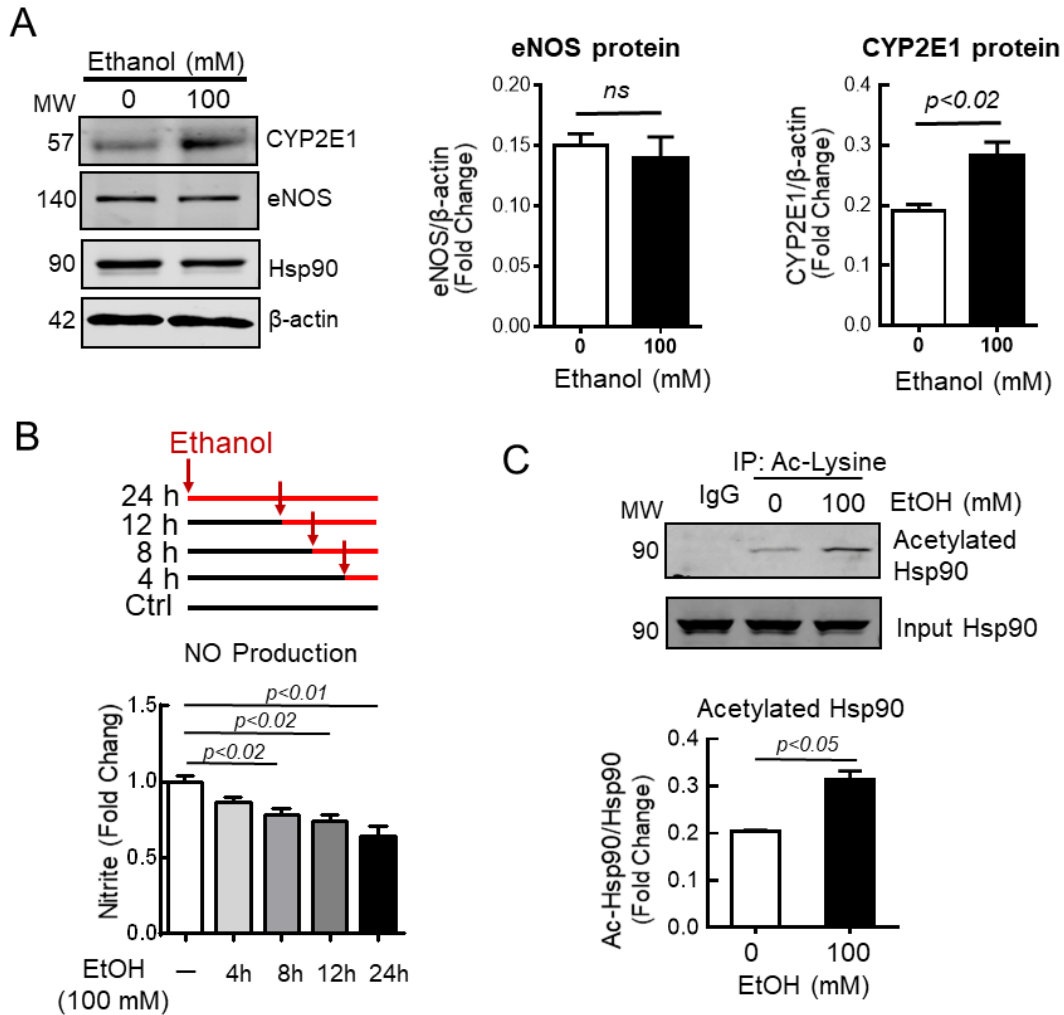 A
Ethanol (mM)
MW 0 100
57 CYP2E1
140 eNOS
90 Hsp90
42 β-actin
eNOS protein
ns
eNOS/β-actin
(Fold Change)
0.20
0.15
0.10
0.05
0.00
0 100
Ethanol (mM)
CYP2E1 protein
p<0.02
CYP2E1/β-actin
(Fold Change)
0.4
0.3
0.2
0.1
0.0
0 100
Ethanol (mM)
B
Ethanol
24 h
12 h
8 h
4 h
Ctrl
NO Production
p<0.01
p<0.02
p<0.02
Nitrite (Fold Chang)
1.5
1.0
0.5
0.0
EtOH
(100 mM)
— 4h 8h 12h 24h
C
IP: Ac-Lysine
MW IgG 0 100 EtOH (mM)
90 Acetylated
Hsp90
90 Input Hsp90
Acetylated Hsp90
p<0.05
Ac-Hsp90/Hsp90
(Fold Change)
0.4
0.3
0.2
0.1
0.0
0 100
EtOH (mM)